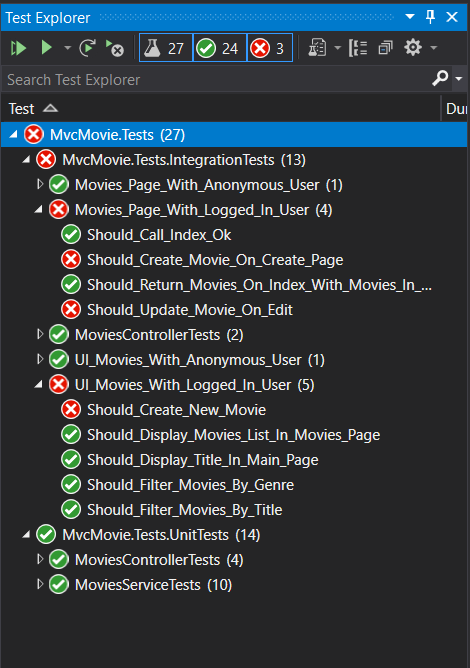 Test Explorer
27 24 3
Search Test Explorer
Test Du
MvcMovie.Tests (27)
MvcMovie.Tests.IntegrationTests (13)
Movies_Page_With_Anonymous_User (1)
Movies_Page_With_Logged_In_User (4)
Should_Call_Index_Ok
Should_Create_Movie_On_Create_Page
Should_Return_Movies_On_Index_With_Movies_In_...
Should_Update_Movie_On_Edit
MoviesControllerTests (2)
UI_Movies_With_Anonymous_User (1)
UI_Movies_With_Logged_In_User (5)
Should_Create_New_Movie
Should_Display_Movies_List_In_Movies_Page
Should_Display_Title_In_Main_Page
Should_Filter_Movies_By_Genre
Should_Filter_Movies_By_Title
MvcMovie.Tests.UnitTests (14)
MoviesControllerTests (4)
MoviesServiceTests (10)